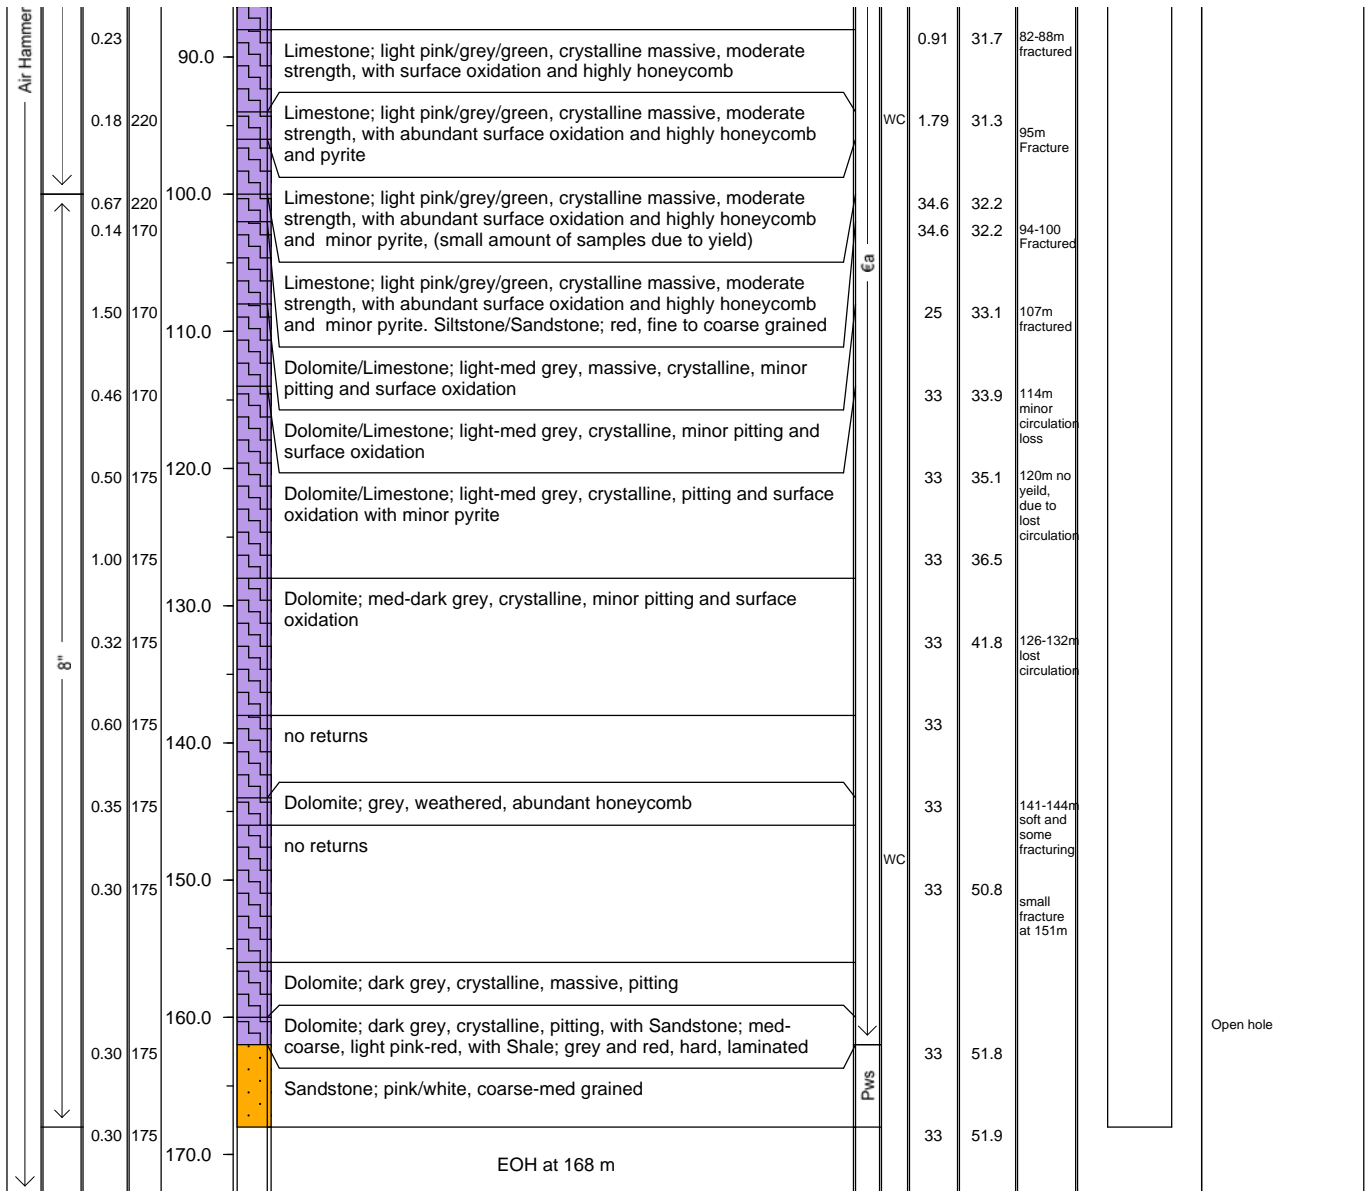 Air Hammer
0.23
90.0
Limestone; light pink/grey/green, crystalline massive, moderate
strength, with surface oxidation and highly honeycomb
0.91 31.7
82-88m
fractured
0.18 220
Limestone; light pink/grey/green, crystalline massive, moderate
strength, with abundant surface oxidation and highly honeycomb
and pyrite
WC 1.79 31.3
95m
Fracture
100.0
0.67 220
0.14 170
Limestone; light pink/grey/green, crystalline massive, moderate
strength, with abundant surface oxidation and highly honeycomb
and minor pyrite, (small amount of samples due to yield)
34.6 32.2
34.6 32.2
94-100
Fractured
€a
Limestone; light pink/grey/green, crystalline massive, moderate
strength, with abundant surface oxidation and highly honeycomb
and minor pyrite. Siltstone/Sandstone; red, fine to coarse grained
1.50 170
110.0
25 33.1
107m
fractured
Dolomite/Limestone; light-med grey, massive, crystalline, minor
pitting and surface oxidation
0.46 170
33 33.9
114m
minor
circulation
loss
Dolomite/Limestone; light-med grey, crystalline, minor pitting and
surface oxidation
120.0
0.50 175
Dolomite/Limestone; light-med grey, crystalline, pitting and surface
oxidation with minor pyrite
33 35.1
120m no
yeild,
due to
lost
circulation
1.00 175
33 36.5
130.0
Dolomite; med-dark grey, crystalline, minor pitting and surface
oxidation
8"
0.32 175
33 41.8
126-132m
lost
circulation
0.60 175
140.0
no returns
33
0.35 175
Dolomite; grey, weathered, abundant honeycomb
33
141-144m
soft and
some
fracturing
no returns
WC
150.0
0.30 175
33 50.8
small
fracture
at 151m
Dolomite; dark grey, crystalline, massive, pitting
160.0
Dolomite; dark grey, crystalline, pitting, with Sandstone; med-
coarse, light pink-red, with Shale; grey and red, hard, laminated
Open hole
0.30 175
33 51.8
Sandstone; pink/white, coarse-med grained
Pws
0.30 175
33 51.9
170.0
EOH at 168 m